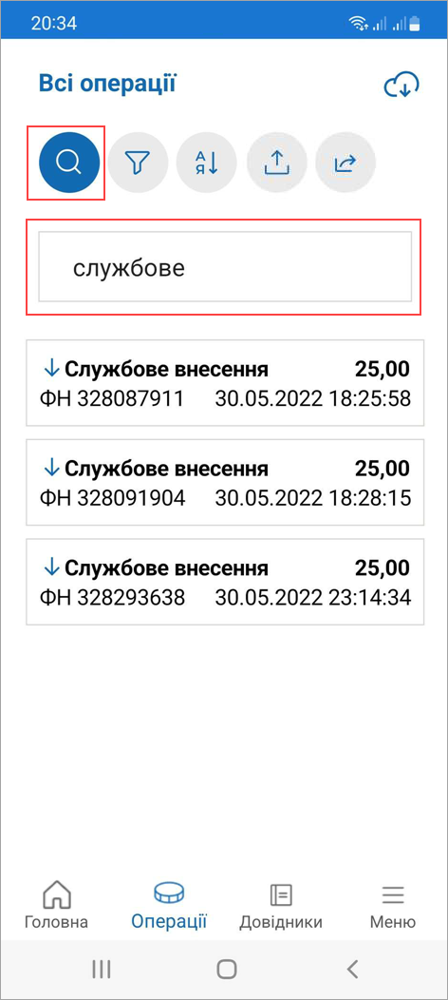 20:34
Всі операції
А
Я
службове
Службове внесення 25,00
ФН 328087911 30.05.2022 18:25:58
Службове внесення 25,00
ФН 328091904 30.05.2022 18:28:15
Службове внесення 25,00
ФН 328293638 30.05.2022 23:14:34
Головна Операції Довідники Меню